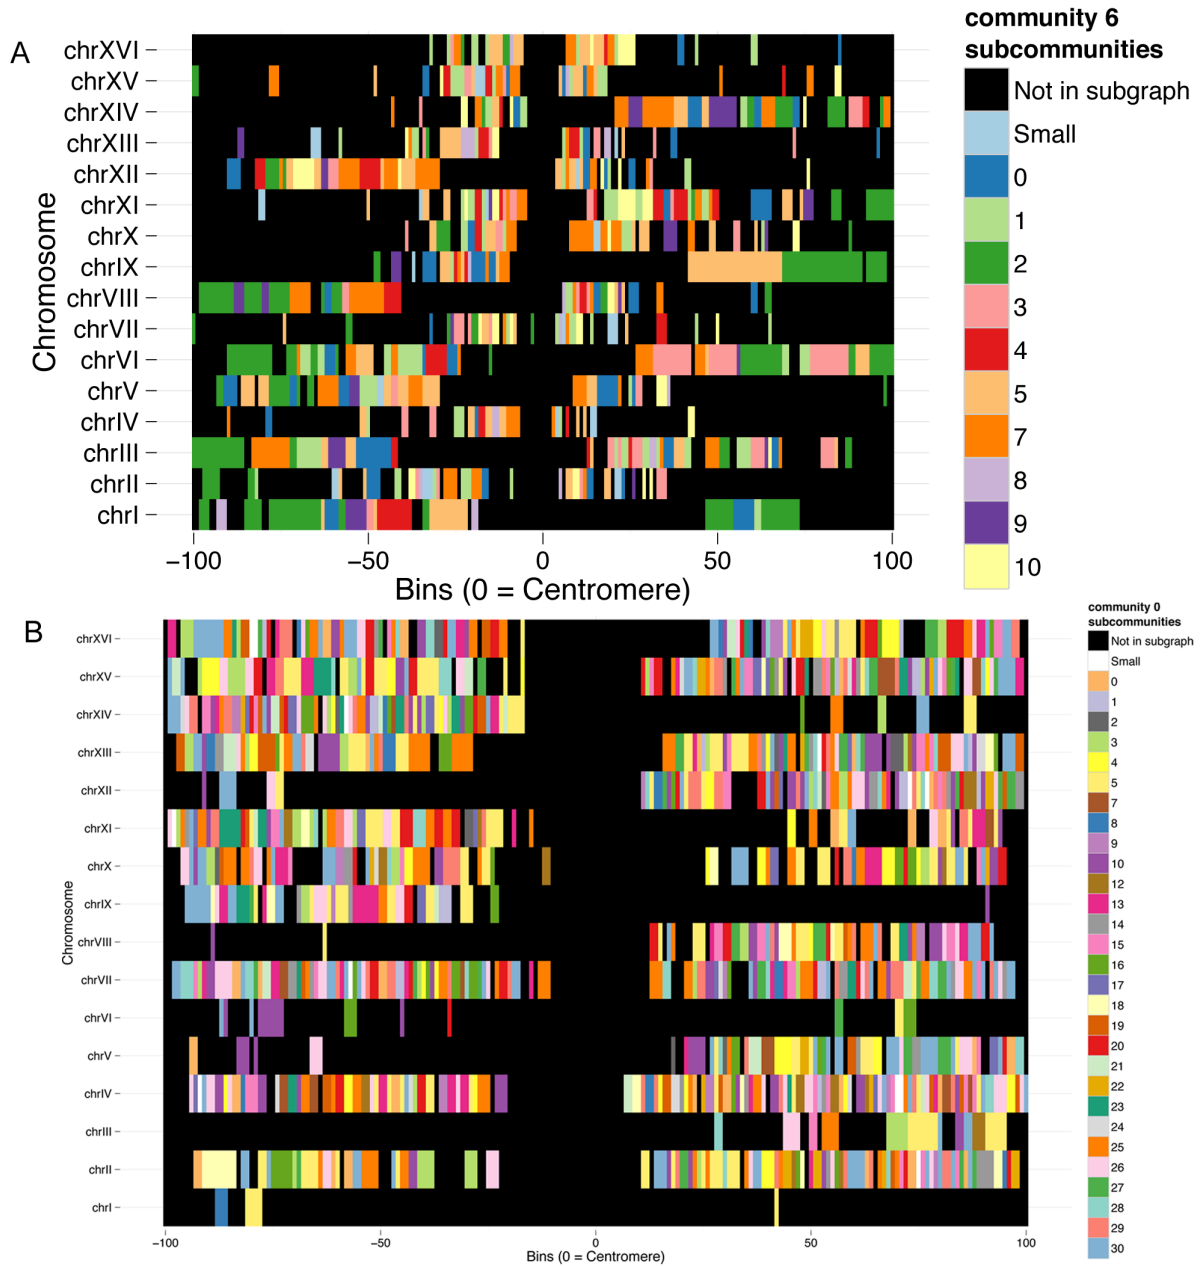 A
community 6
subcommunities
Not in subgraph
Small
0
1
2
3
4
5
7
8
9
10
Chromosome
chrXVI
chrXV
chrXIV
chrXIII
chrXII
chrXI
chrX
chrIX
chrVIII
chrVII
chrVI
chrV
chrIV
chrIII
chrII
chrI
−100
−50
0
50
100
Bins (0 = Centromere)
B
community 0
subcommunities
Not in subgraph
Small
0
1
2
3
4
5
7
8
9
10
12
13
14
15
16
17
18
19
20
21
22
23
24
25
26
27
28
29
30
Chromosome
chrXVI
chrXV
chrXIV
chrXIII
chrXII
chrXI
chrX
chrIX
chrVIII
chrVII
chrVI
chrV
chrIV
chrIII
chrII
chrI
−100
−50
0
50
100
Bins (0 = Centromere)